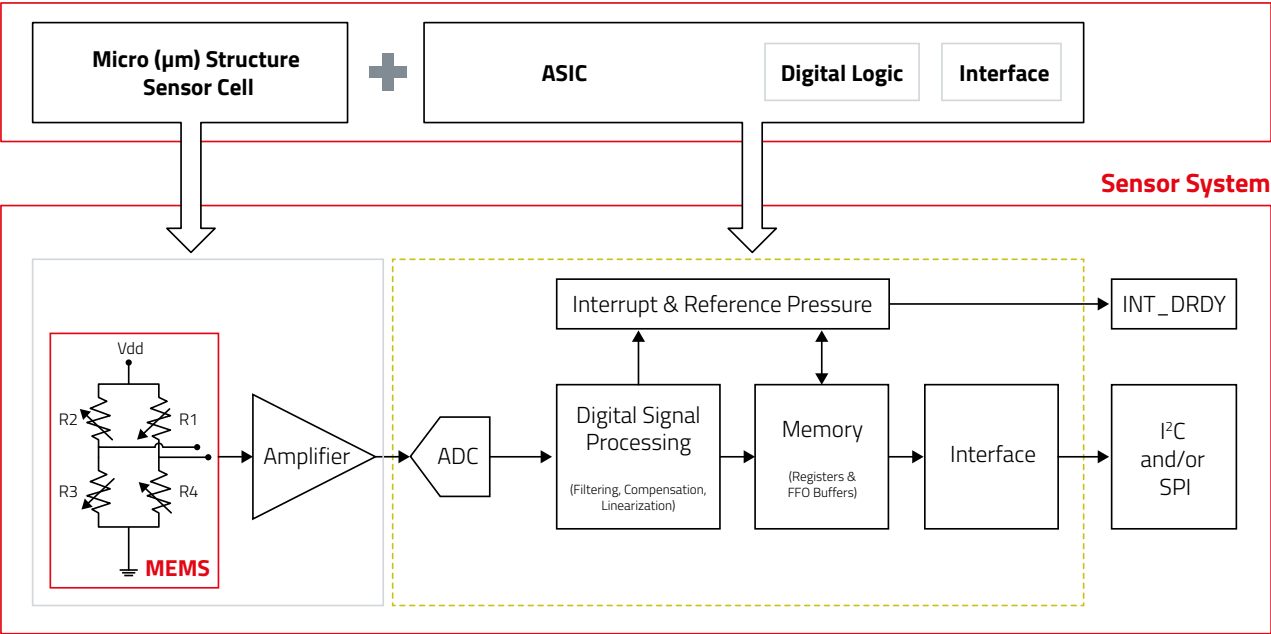 Micro (µm) Structure
Sensor Cell
ASIC
Digital Logic
Interface
Sensor System
Interrupt & Reference Pressure
INT_DRDY
Vdd
R2
R1
R3
R4
MEMS
Amplifier
ADC
Digital Signal
Processing
(Filtering, Compensation,
Linearization)
Memory
(Registers &
FFO Buffers)
Interface
I²C
and/or
SPI